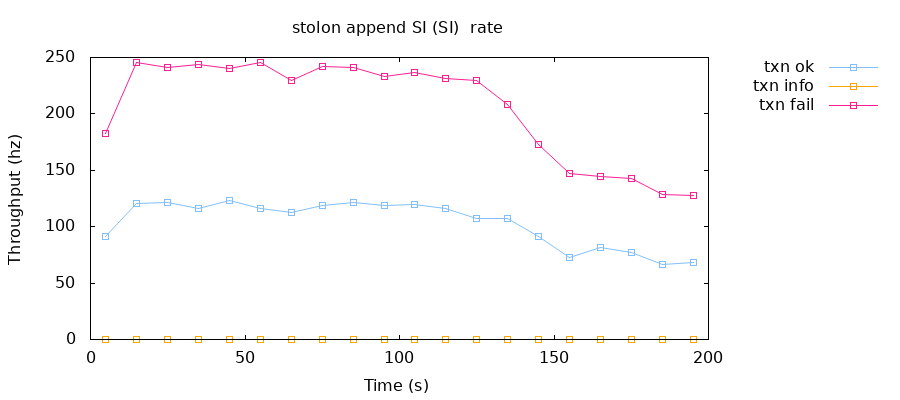 stolon append SI (SI)  rate
txn ok
txn info
txn fail
Throughput (hz)
250
200
150
100
50
0
0 50 100 150 200
Time (s)